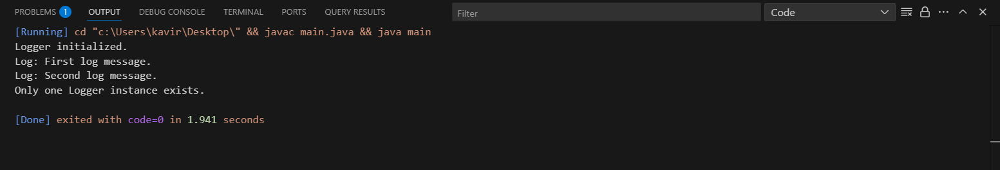 PROBLEMS 1 OUTPUT DEBUG CONSOLE TERMINAL PORTS QUERY RESULTS Filter Code
[Running] cd "c:\Users\kavir\Desktop\" && javac main.java && java main
Logger initialized.
Log: First log message.
Log: Second log message.
Only one Logger instance exists.
[Done] exited with code=0 in 1.941 seconds